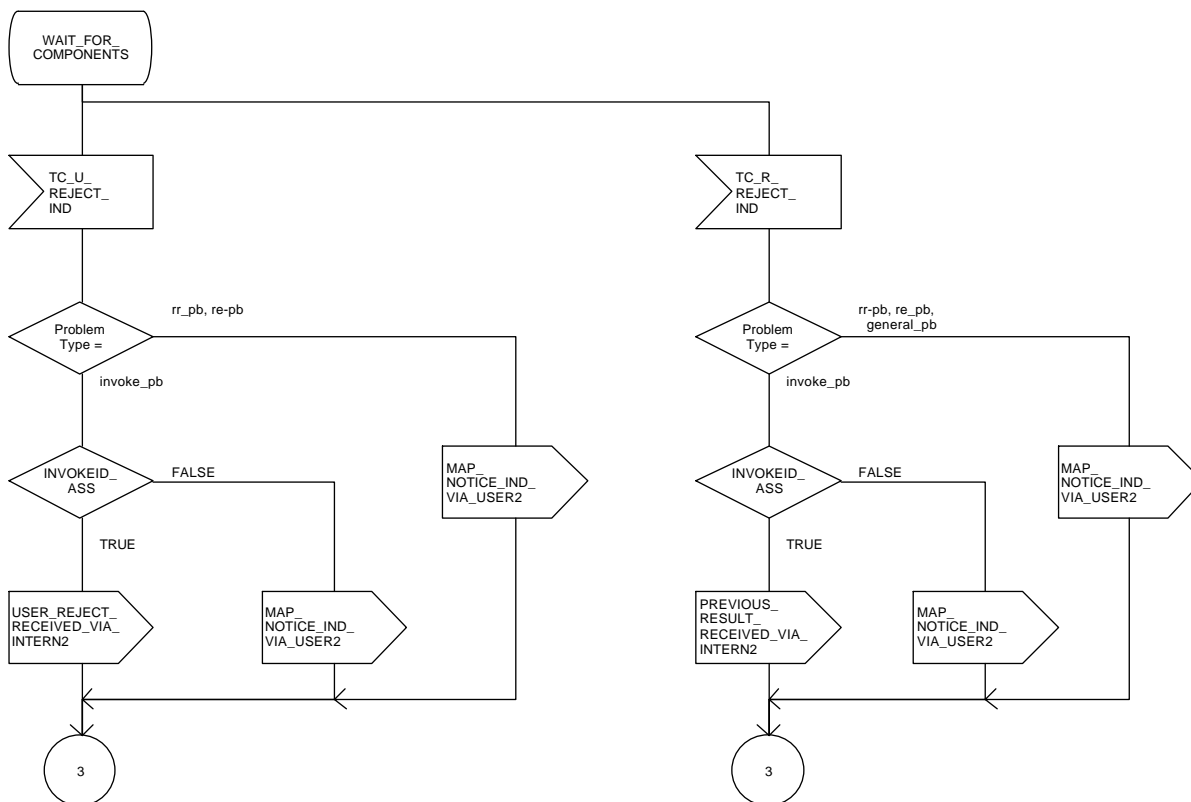 WAIT_FOR_
COMPONENTS
TC_U_
REJECT_
IND
TC_R_
REJECT_
IND
Problem
Type =
rr_pb, re-pb
invoke_pb
Problem
Type =
rr-pb, re_pb,
general_pb
invoke_pb
INVOKEID_
ASS
FALSE
TRUE
MAP_
NOTICE_IND_
VIA_USER2
INVOKEID_
ASS
FALSE
TRUE
MAP_
NOTICE_IND_
VIA_USER2
USER_REJECT_
RECEIVED_VIA_
INTERN2
MAP_
NOTICE_IND_
VIA_USER2
PREVIOUS_
RESULT_
RECEIVED_VIA_
INTERN2
MAP_
NOTICE_IND_
VIA_USER2
3
3